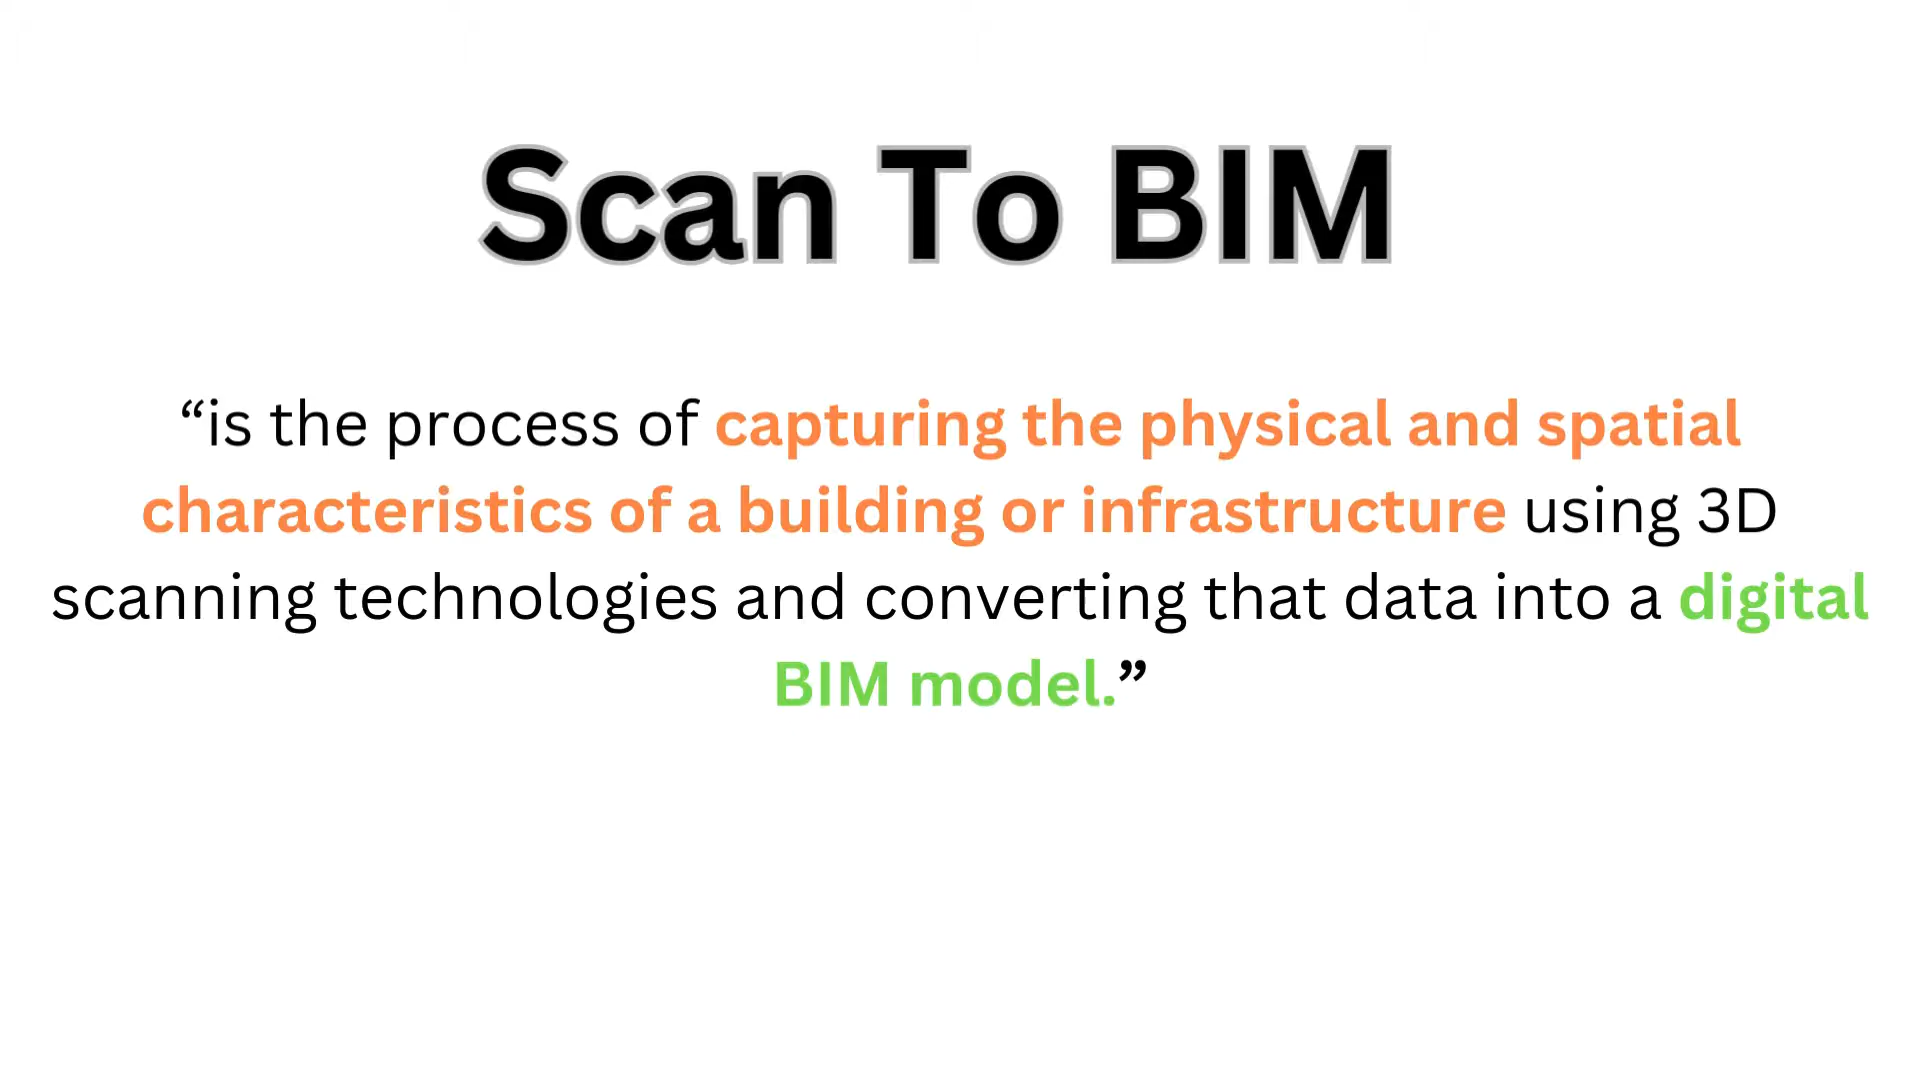 Scan To BIM
“is the process of capturing the physical and spatial
characteristics of a building or infrastructure using 3D
scanning technologies and converting that data into a digital
BIM model.”